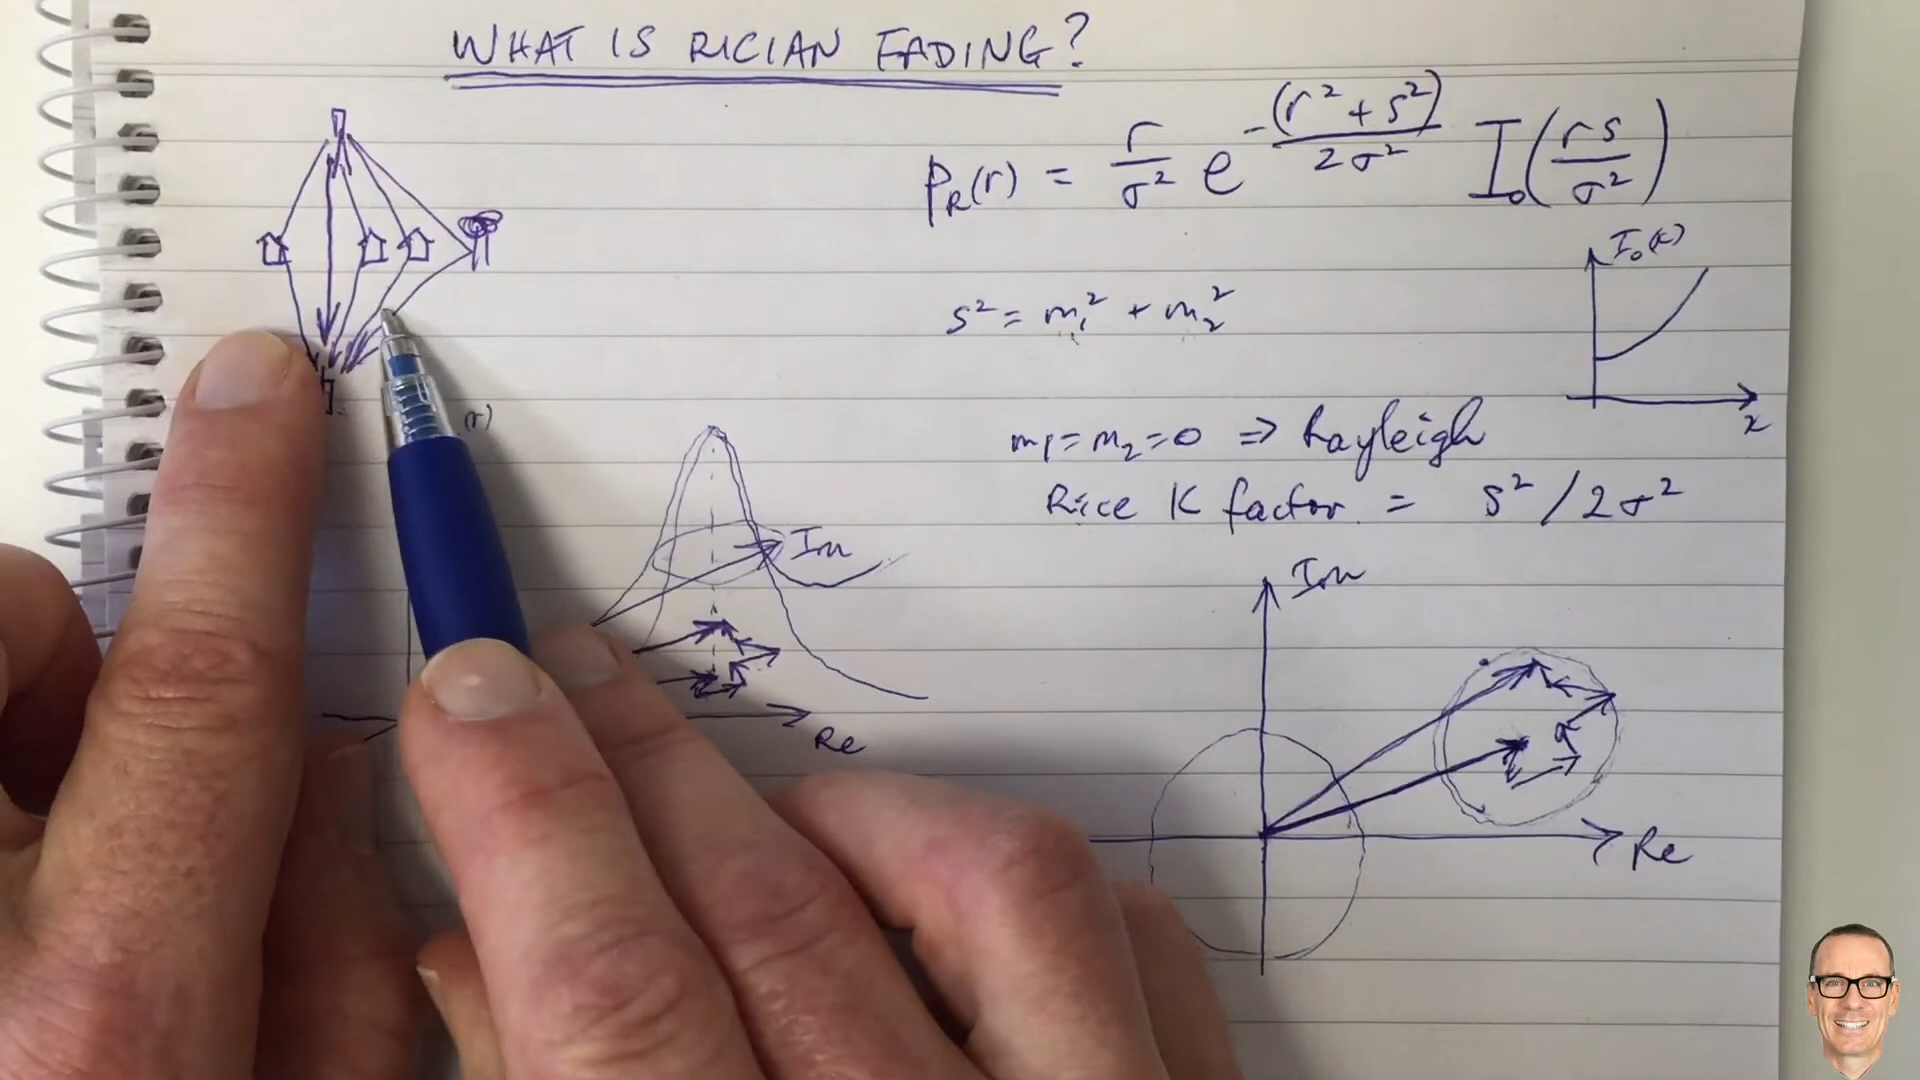 WHAT IS RICIAN FADING?
p_R(r) = r/σ² e^(-(r² + s²)/2σ²) I₀(rs/σ²)
I₀(x)
s² = m₁² + m₂²
x
(r)
m₁ = m₂ = 0 ⇒ Rayleigh
Rice K factor = s² / 2σ²
Im
Im
Re
Re